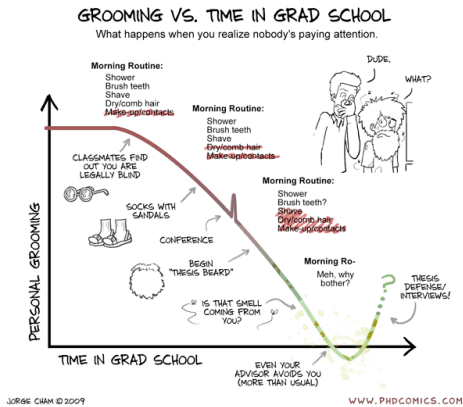 GROOMING VS. TIME IN GRAD SCHOOL
What happens when you realize nobody's paying attention.
DUDE,
WHAT?
Morning Routine:
Shower
Brush teeth
Shave
Dry/comb hair
Make-up/contacts
Morning Routine:
Shower
Brush teeth
Shave
Dry/comb hair
Make-up/contacts
CLASSMATES FIND
OUT YOU ARE
LEGALLY BLIND
Morning Routine:
Shower
Brush teeth?
Shave
Dry/comb hair
Make-up/contacts
SOCKS WITH
SANDALS
CONFERENCE
BEGIN
"THESIS BEARD"
Morning Ro-
Meh, why
bother?
IS THAT SMELL
COMING FROM
YOU?
?
THESIS
DEFENSE/
INTERVIEWS!
PERSONAL GROOMING
TIME IN GRAD SCHOOL
EVEN YOUR
ADVISOR AVOIDS YOU
(MORE THAN USUAL)
JORGE CHAM © 2009
WWW.PHDCOMICS.COM